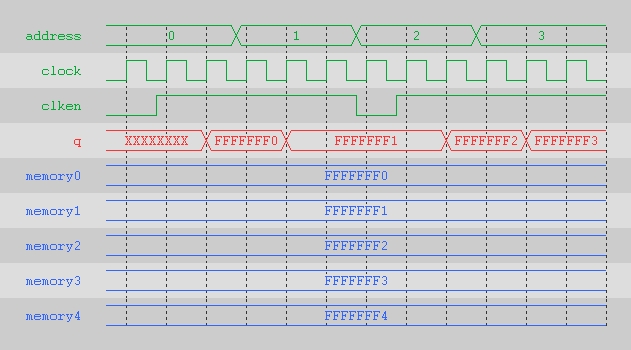 address 0 1 2 3
clock
clken
q XXXXXXXX FFFFFFF0 FFFFFFF1 FFFFFFF2 FFFFFFF3
memory0 FFFFFFF0
memory1 FFFFFFF1
memory2 FFFFFFF2
memory3 FFFFFFF3
memory4 FFFFFFF4